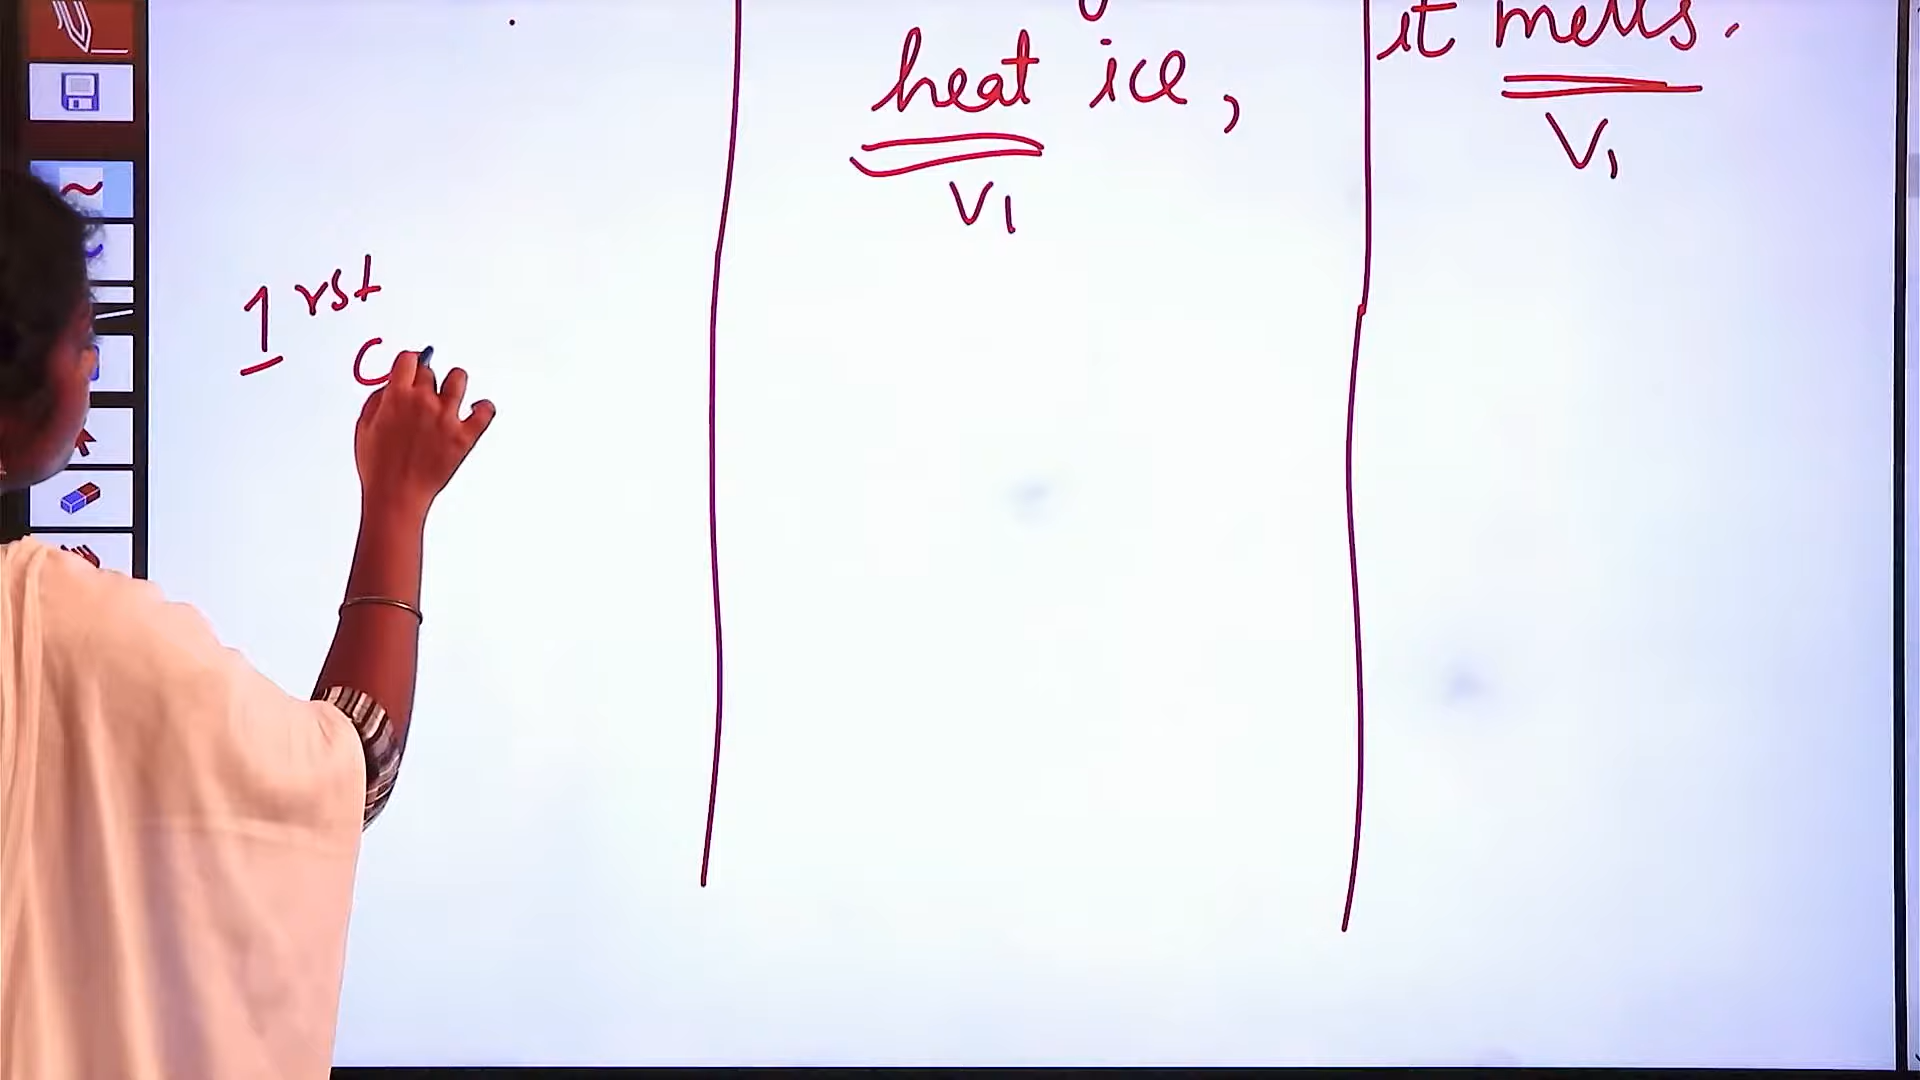 heat ice,
V1
it melts.
V1
1rst
C